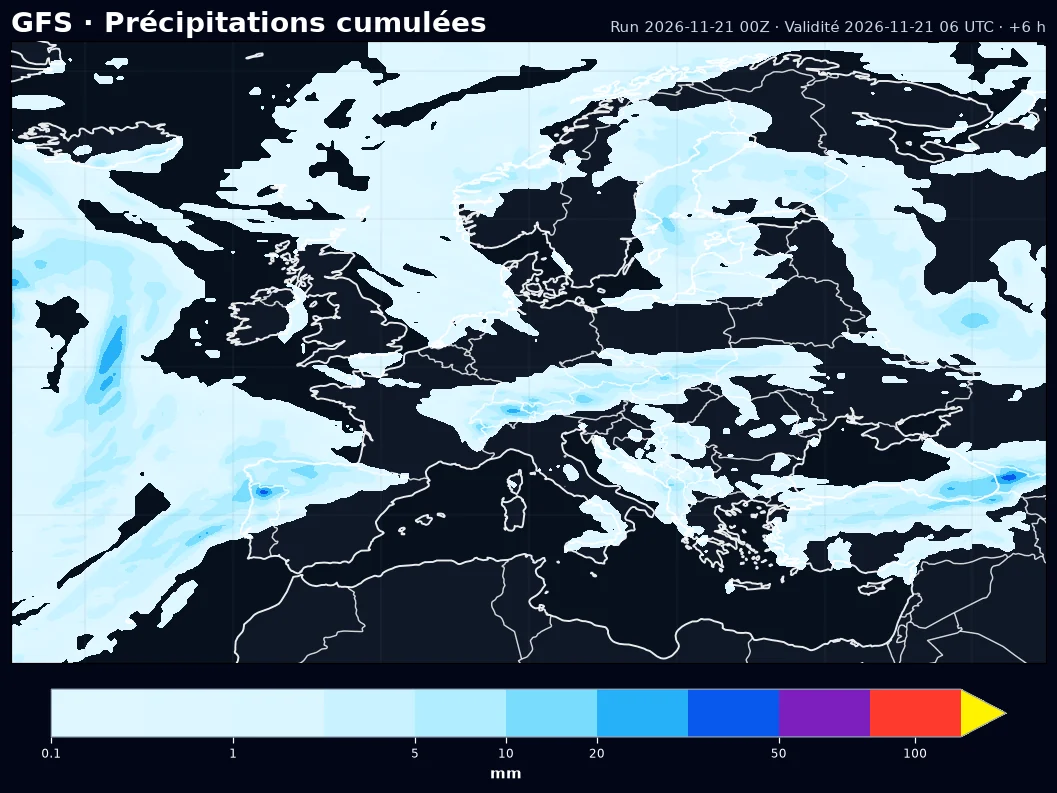 GFS · Précipitations cumulées
Run 2026-11-21 00Z · Validité 2026-11-21 06 UTC · +6 h
0.1 1 5 10 20 50 100
mm